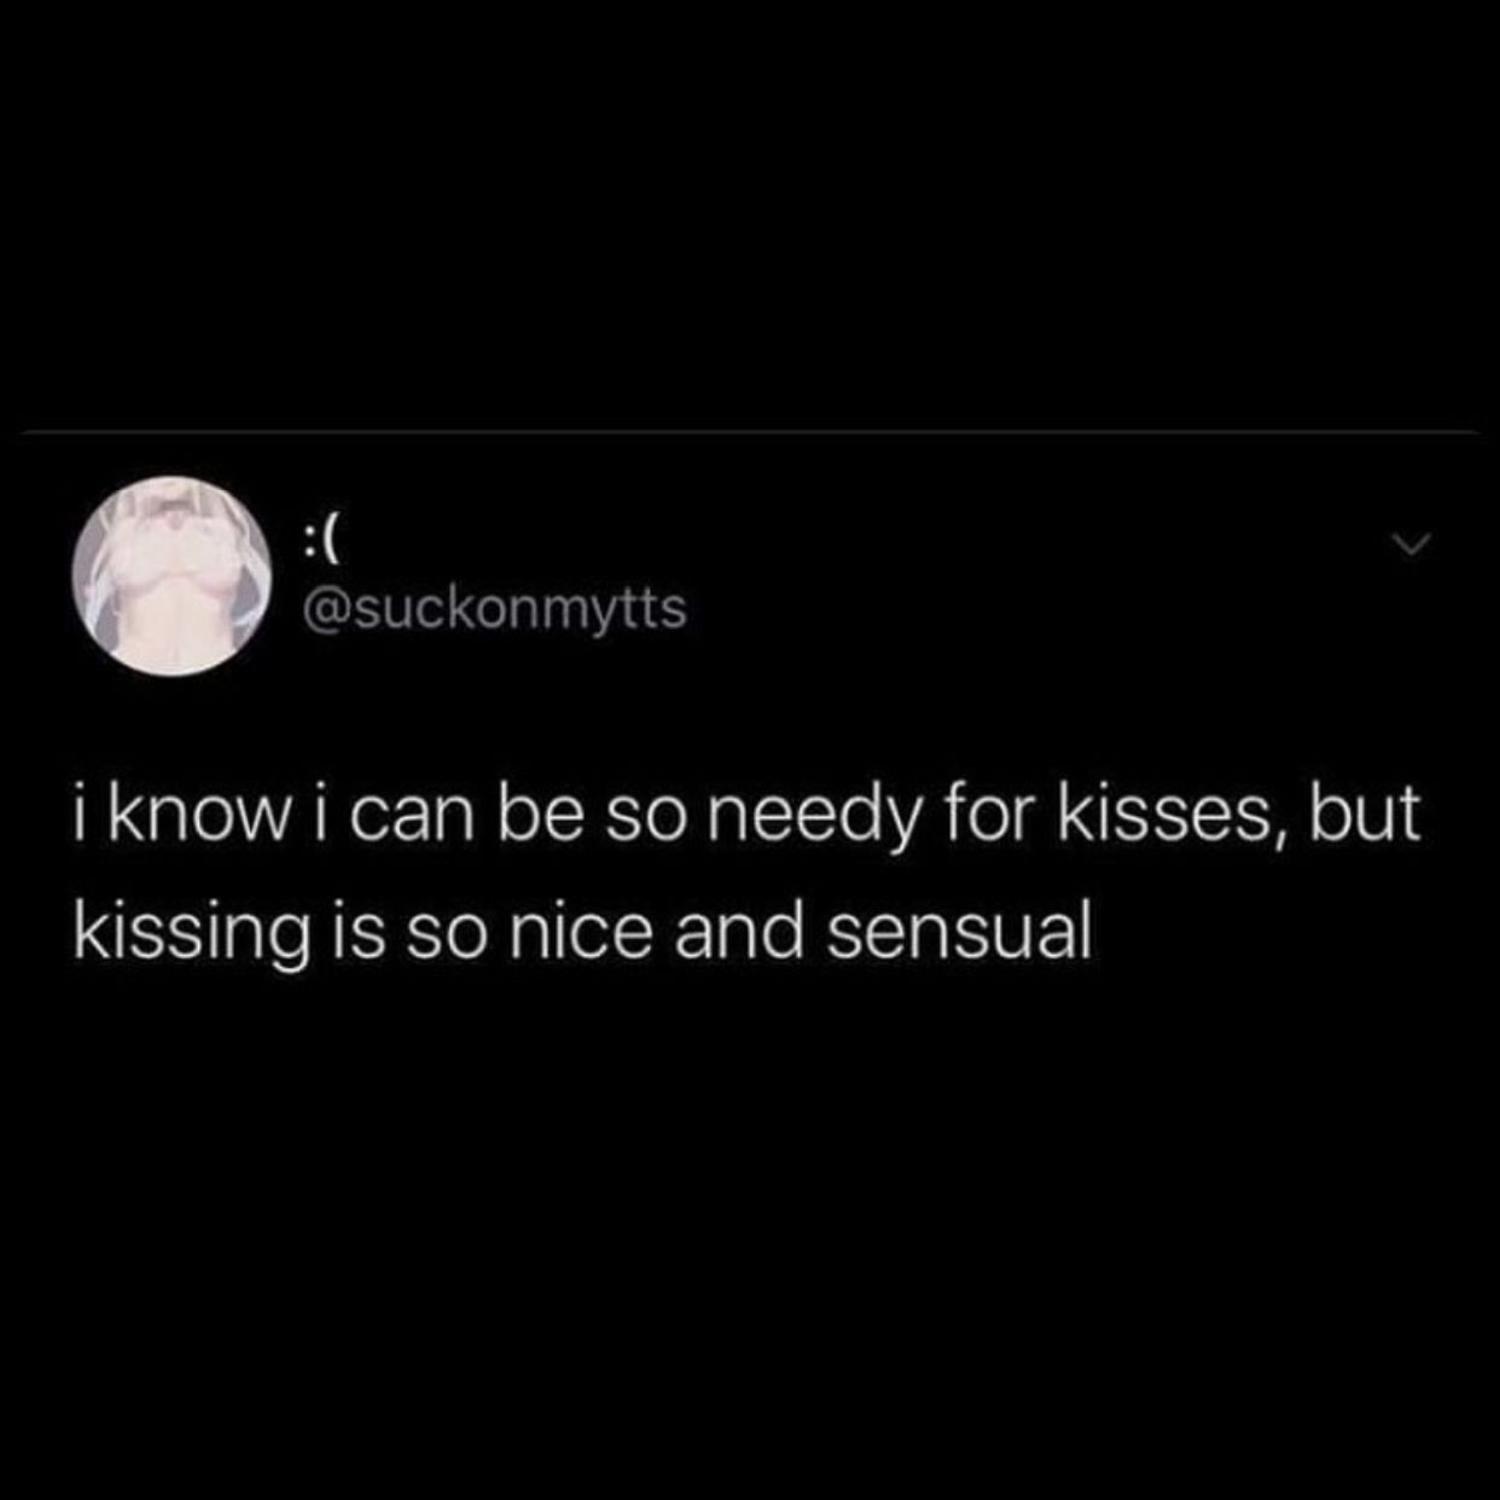 :(
@suckonmytts
i know i can be so needy for kisses, but
kissing is so nice and sensual